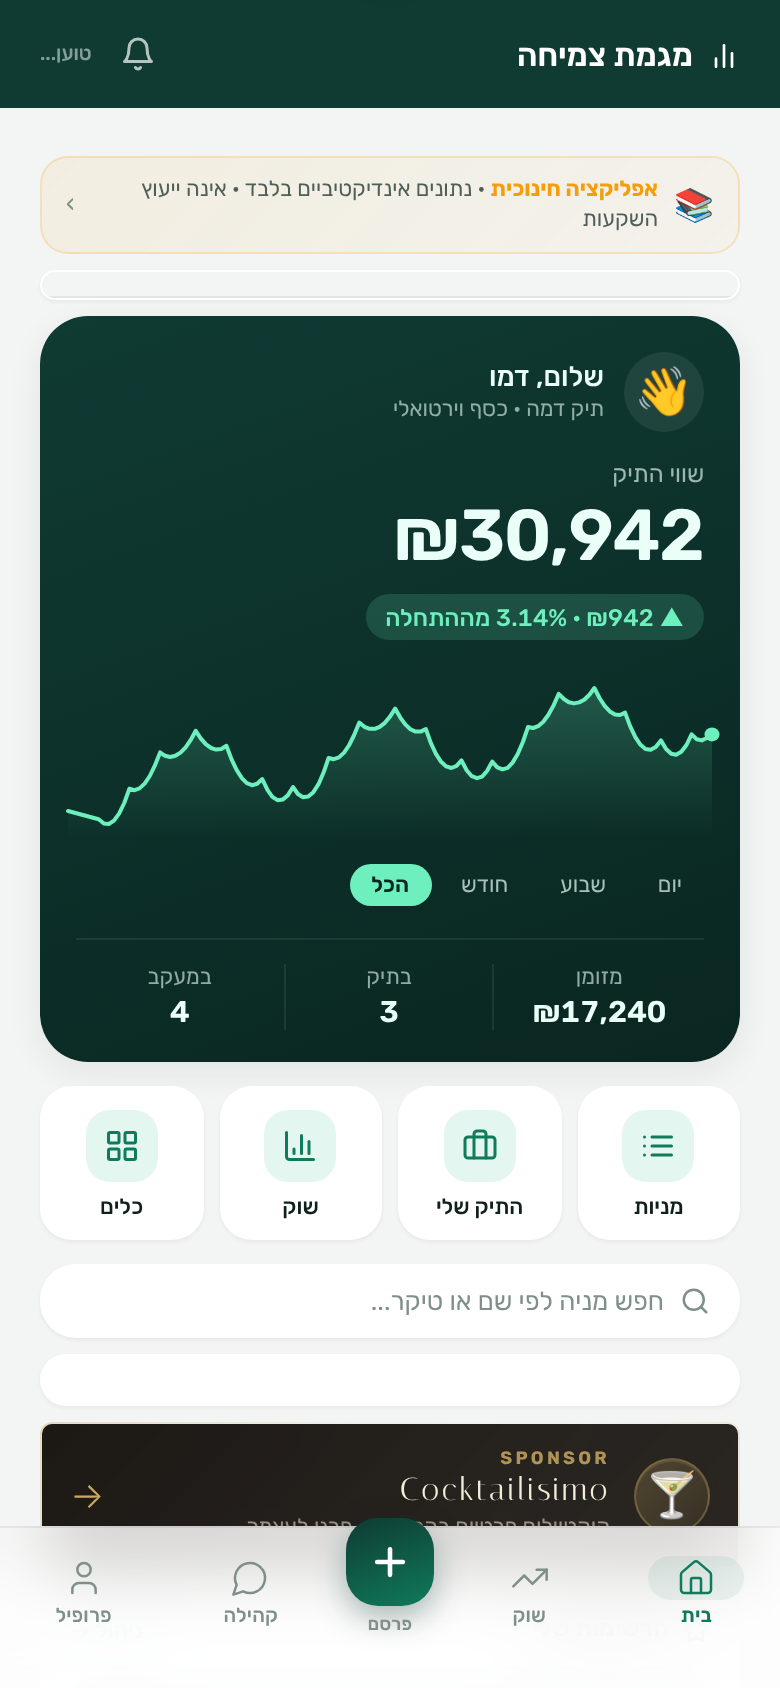 מגמת צמיחה
טוען...
אפליקציה חינוכית • נתונים אינדיקטיביים בלבד • אינה ייעוץ
השקעות
שלום, דמו
תיק דמה • כסף וירטואלי
שווי התיק
₪30,942
▲ ₪942 • 3.14% מההתחלה
יום
שבוע
חודש
הכל
מזומן
בתיק
במעקב
₪17,240
3
4
מניות
התיק שלי
שוק
כלים
חפש מניה לפי שם או טיקר...
SPONSOR
Cocktailisimo
בית
שוק
פרסם
קהילה
פרופיל